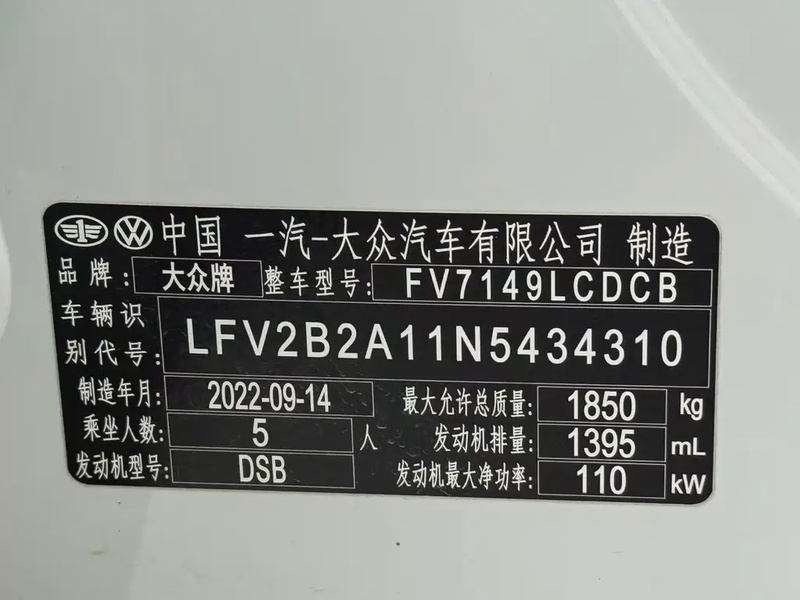 中国 一汽-大众汽车有限公司 制造
品牌: 大众牌 整车型号: FV7149LCDCB
车辆识别代号: LFV2B2A11N5434310
制造年月: 2022-09-14 最大允许总质量: 1850 kg
乘坐人数: 5 人 发动机排量: 1395 mL
发动机型号: DSB 发动机最大净功率: 110 kW